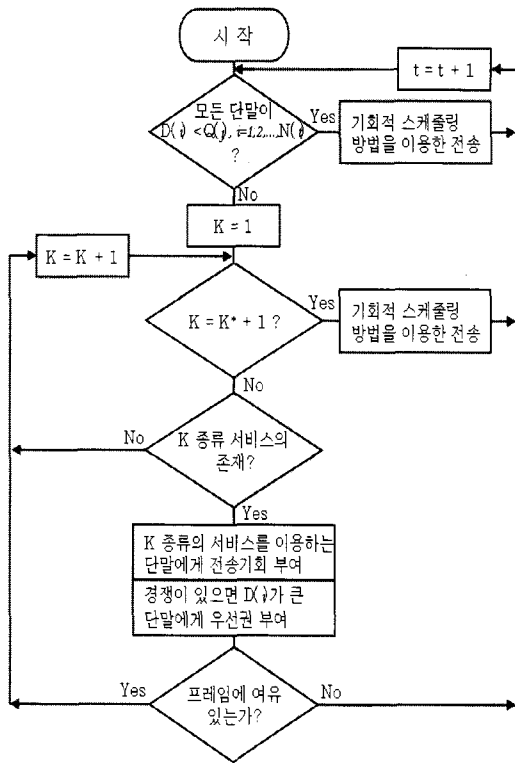 시 작
t = t + 1
모든 단말이
D(t) < Q(t), i=1,2,...,N(t)
?
Yes
기회적 스케줄링
방법을 이용한 전송
No
K = 1
K = K + 1
K = K* + 1 ?
Yes
기회적 스케줄링
방법을 이용한 전송
No
No
K 종류 서비스의
존재?
Yes
K 종류의 서비스를 이용하는
단말에게 전송기회 부여
경쟁이 있으면 D(t)가 큰
단말에게 우선권 부여
Yes
프레임에 여유
있는가?
No